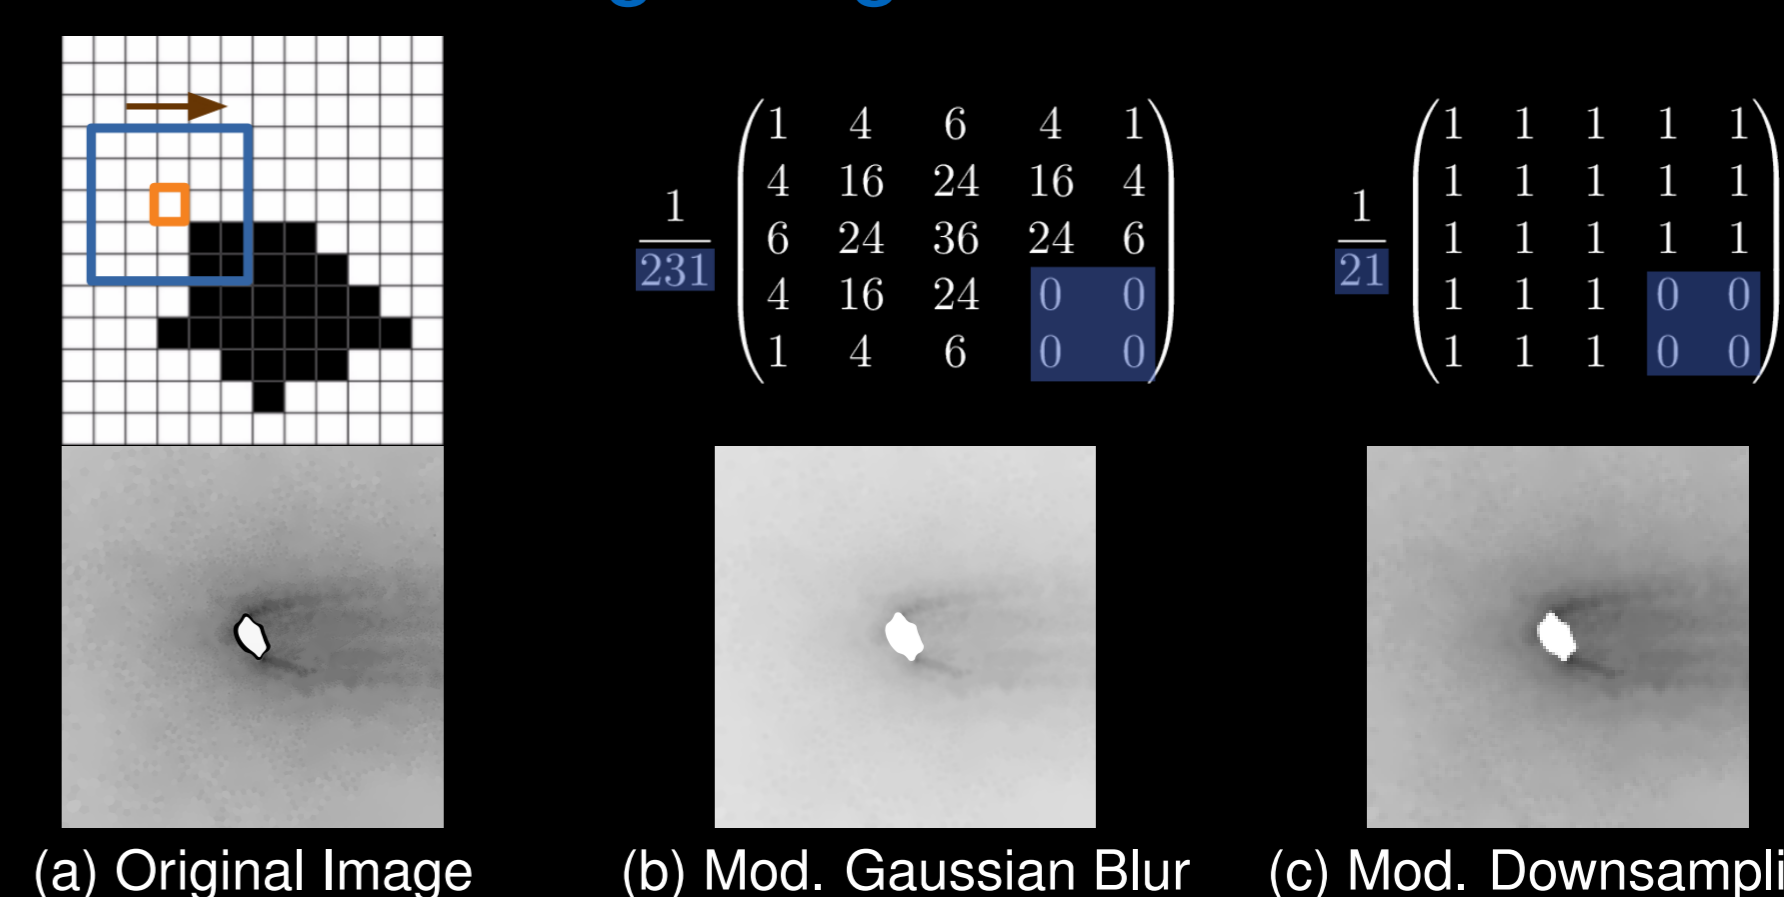 1/231 (1 4 6 4 1
4 16 24 16 4
6 24 36 24 6
4 16 24 0 0
1 4 6 0 0)
1/21 (1 1 1 1 1
1 1 1 1 1
1 1 1 1 1
1 1 1 0 0
1 1 1 0 0)
(a) Original Image
(b) Mod. Gaussian Blur
(c) Mod. Downsampli